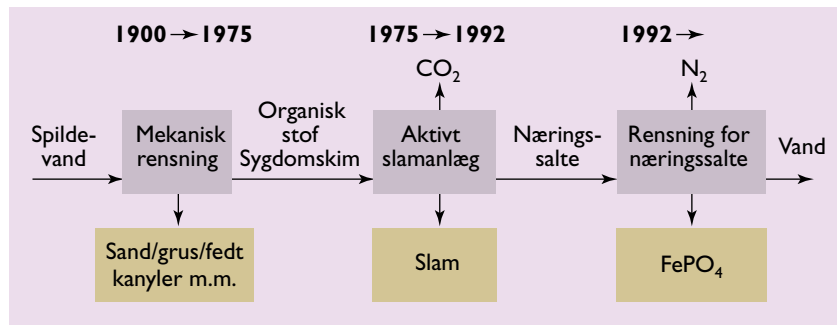 1900 → 1975
1975 → 1992
1992 →
CO₂
N₂
Spilde-
vand
Mekanisk
rensning
Organisk
stof
Sygdomskim
Aktivt
slamanlæg
Nærings-
salte
Rensning for
næringssalte
Vand
Sand/grus/fedt
kanyler m.m.
Slam
FePO₄